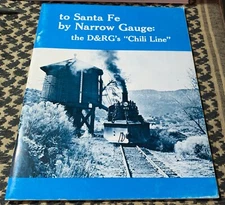 to Santa Fe
by Narrow Gauge:
the D&RG's "Chili Line"